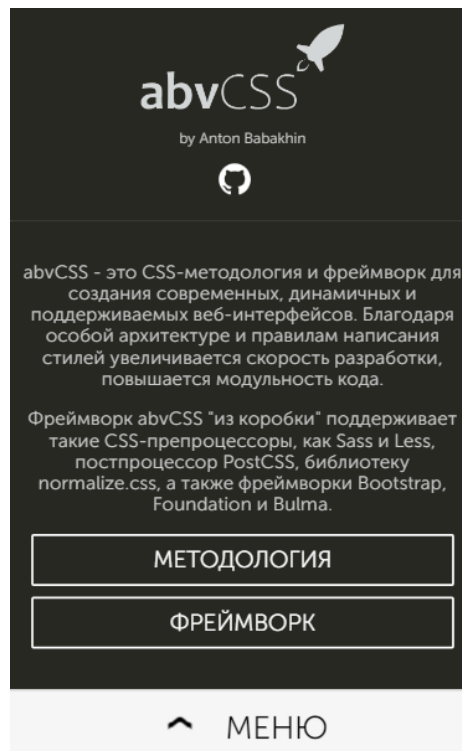 abvCSS
by Anton Babakhin
abvCSS - это CSS-методология и фреймворк для
создания современных, динамичных и
поддерживаемых веб-интерфейсов. Благодаря
особой архитектуре и правилам написания
стилей увеличивается скорость разработки,
повышается модульность кода.
Фреймворк abvCSS "из коробки" поддерживает
такие CSS-препроцессоры, как Sass и Less,
постпроцессор PostCSS, библиотеку
normalize.css, а также фреймворки Bootstrap,
Foundation и Bulma.
МЕТОДОЛОГИЯ
ФРЕЙМВОРК
МЕНЮ